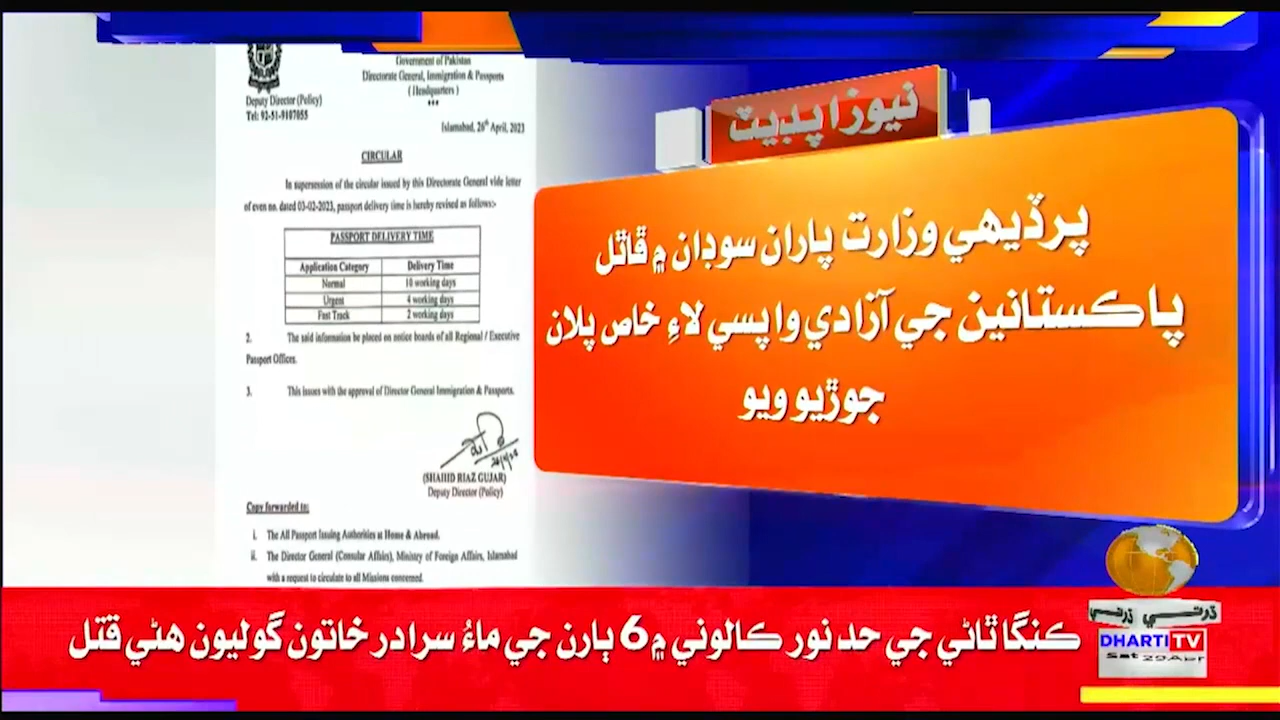 Government of Pakistan
Directorate General, Immigration & Passports
( Headquarters )
***
Deputy Director (Policy)
Tel: 92-51-9107055
Islamabad, 26th April, 2023
CIRCULAR
In supersession of the circular issued by this Directorate General vide letter
of even no. dated 03-02-2023, passport delivery time is hereby revised as follows:-
PASSPORT DELIVERY TIME
Application Category Delivery Time
Normal 10 working days
Urgent 4 working days
Fast Track 2 working days
2. The said information be placed on notice boards of all Regional / Executive
Passport Offices.
3. This issues with the approval of Director General Immigration & Passports.
(SHAHID RIAZ GUJAR)
Deputy Director (Policy)
Copy forwarded to:
i. The All Passport Issuing Authorities at Home & Abroad.
ii. The Director General (Consular Affairs), Ministry of Foreign Affairs, Islamabad
with a request to circulate to all Missions concerned.
نيوز اپڊيٽ
پرڏيهي وزارت پاران سوڊان ۾ ڦاٿل
پاڪستانين جي آزادي واپسي لاءِ خاص پلان
جوڙيو ويو
ڪنگا ٿاڻي جي حد نور ڪالوني ۾ 6 ٻارن جي ماءُ سرادر خاتون گوليون هڻي قتل
ڌرتي ڌرتي
DHARTI TV
Sat 29 Apr